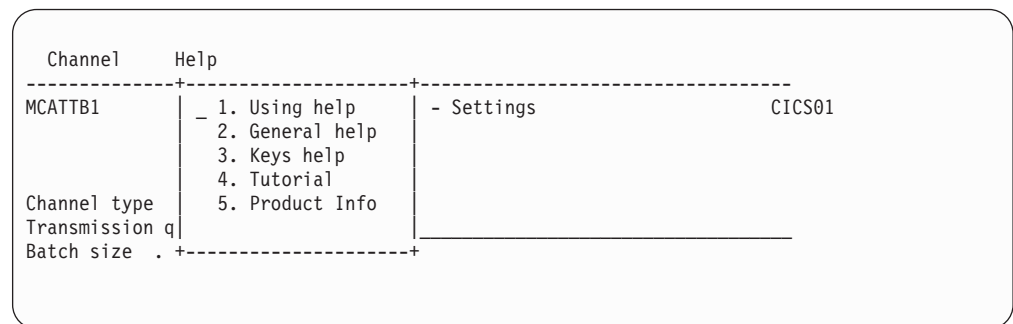 Channel Help
--------------+---------------------+-----------------------------------
MCATTB1 | _ 1. Using help | - Settings CICS01
| 2. General help |
| 3. Keys help |
| 4. Tutorial |
Channel type | 5. Product Info |
Transmission q| |___________________________________
Batch size . +---------------------+